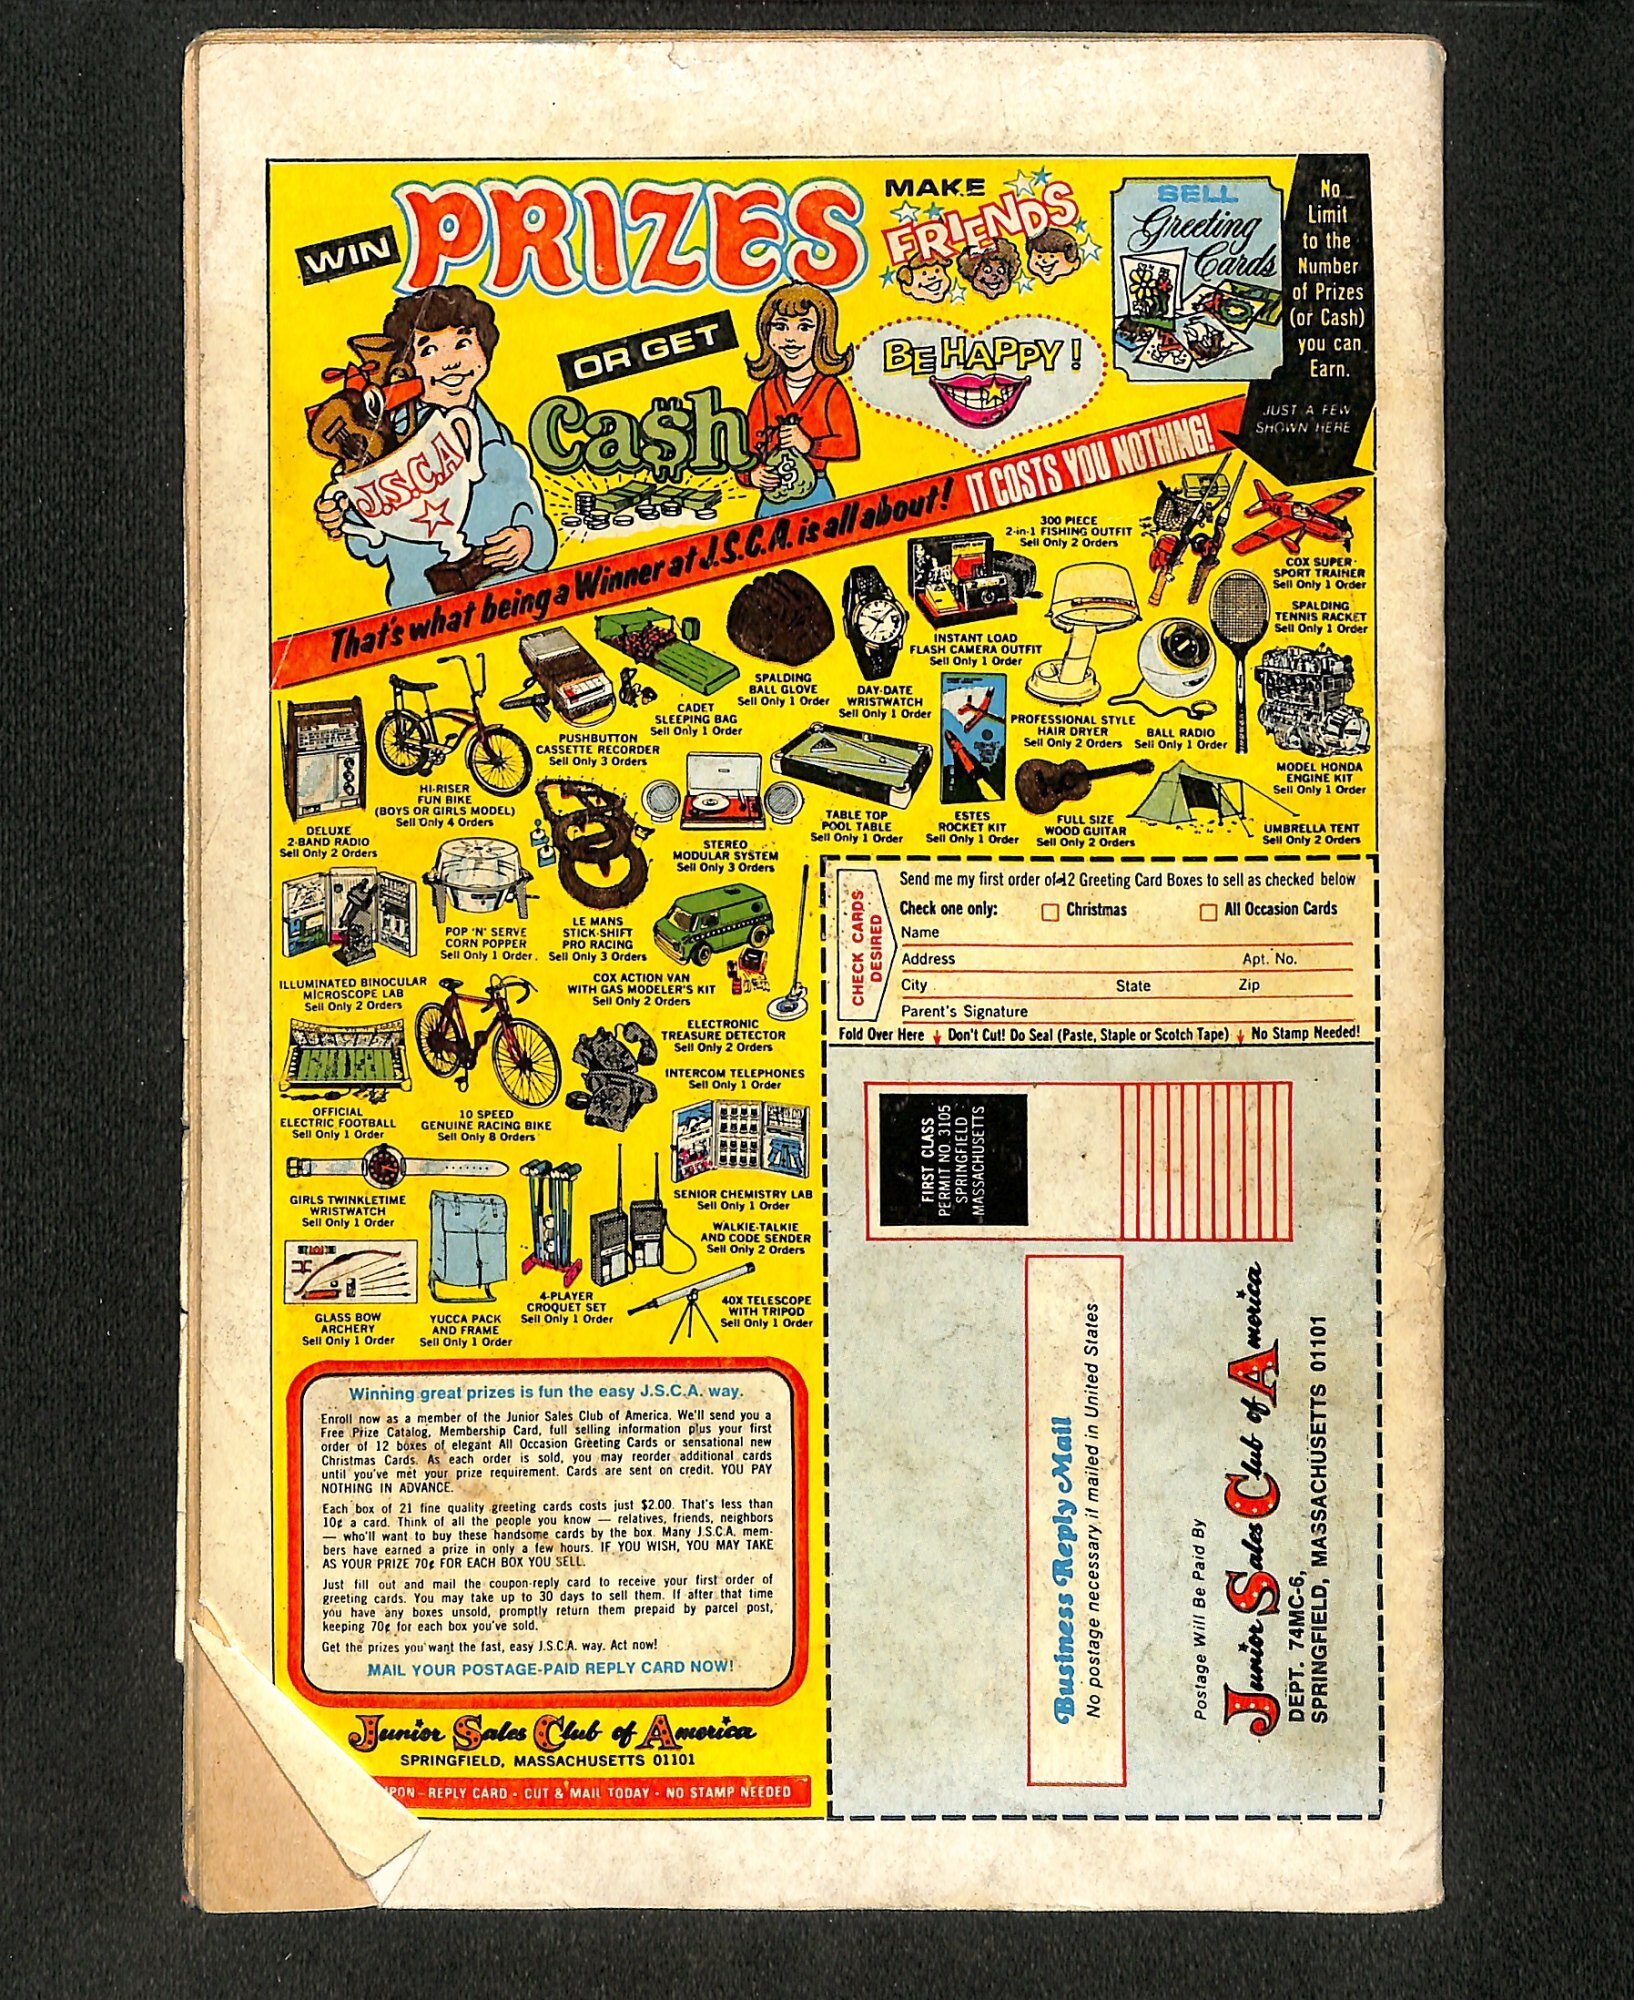 WIN
PRIZES
OR GET
Ca$h
MAKE
FRIENDS
BE HAPPY!
SELL
Greeting
Cards
No
Limit
to the
Number
of Prizes
(or Cash)
you can
Earn.
JUST A FEW
SHOWN HERE
J.S.C.A.
That's what being a Winner at J.S.C.A. is all about! IT COSTS YOU NOTHING!
300 PIECE
2-in-1 FISHING OUTFIT
Sell Only 2 Orders
COX SUPER-
SPORT TRAINER
Sell Only 1 Order
SPALDING
TENNIS RACKET
Sell Only 1 Order
INSTANT LOAD
FLASH CAMERA OUTFIT
Sell Only 1 Order
SPALDING
BALL GLOVE
Sell Only 1 Order
DAY-DATE
WRISTWATCH
Sell Only 1 Order
CADET
SLEEPING BAG
Sell Only 1 Order
PROFESSIONAL STYLE
HAIR DRYER
Sell Only 2 Orders
BALL RADIO
Sell Only 1 Order
PUSHBUTTON
CASSETTE RECORDER
Sell Only 3 Orders
MODEL HONDA
ENGINE KIT
Sell Only 1 Order
HI-RISER
FUN BIKE
(BOYS OR GIRLS MODEL)
Sell Only 4 Orders
DELUXE
2-BAND RADIO
Sell Only 2 Orders
STEREO
MODULAR SYSTEM
Sell Only 3 Orders
TABLE TOP
POOL TABLE
Sell Only 1 Order
ESTES
ROCKET KIT
Sell Only 1 Order
FULL SIZE
WOOD GUITAR
Sell Only 2 Orders
UMBRELLA TENT
Sell Only 2 Orders
POP 'N' SERVE
CORN POPPER
Sell Only 1 Order.
LE MANS
STICK-SHIFT
PRO RACING
Sell Only 3 Orders
ILLUMINATED BINOCULAR
MICROSCOPE LAB
Sell Only 2 Orders
COX ACTION VAN
WITH GAS MODELER'S KIT
Sell Only 2 Orders
ELECTRONIC
TREASURE DETECTOR
Sell Only 2 Orders
INTERCOM TELEPHONES
Sell Only 1 Order
OFFICIAL
ELECTRIC FOOTBALL
Sell Only 1 Order
10 SPEED
GENUINE RACING BIKE
Sell Only 8 Orders
SENIOR CHEMISTRY LAB
Sell Only 1 Order
GIRLS TWINKLETIME
WRISTWATCH
Sell Only 1 Order
WALKIE-TALKIE
AND CODE SENDER
Sell Only 2 Orders
GLASS BOW
ARCHERY
Sell Only 1 Order
YUCCA PACK
AND FRAME
Sell Only 1 Order
4-PLAYER
CROQUET SET
Sell Only 1 Order
40X TELESCOPE
WITH TRIPOD
Sell Only 1 Order
Winning great prizes is fun the easy J.S.C.A. way.
Enroll now as a member of the Junior Sales Club of America. We'll send you a
Free Prize Catalog, Membership Card, full selling information plus your first
order of 12 boxes of elegant All Occasion Greeting Cards or sensational new
Christmas Cards. As each order is sold, you may reorder additional cards
until you've met your prize requirement. Cards are sent on credit. YOU PAY
NOTHING IN ADVANCE.
Each box of 21 fine quality greeting cards costs just $2.00. That's less than
10¢ a card. Think of all the people you know — relatives, friends, neighbors
— who'll want to buy these handsome cards by the box. Many J.S.C.A. mem-
bers have earned a prize in only a few hours. IF YOU WISH, YOU MAY TAKE
AS YOUR PRIZE 70¢ FOR EACH BOX YOU SELL.
Just fill out and mail the coupon-reply card to receive your first order of
greeting cards. You may take up to 30 days to sell them. If after that time
you have any boxes unsold, promptly return them prepaid by parcel post,
keeping 70¢ for each box you've sold.
Get the prizes you want the fast, easy J.S.C.A. way. Act now!
MAIL YOUR POSTAGE-PAID REPLY CARD NOW!
Junior Sales Club of America
SPRINGFIELD, MASSACHUSETTS 01101
PON - REPLY CARD - CUT & MAIL TODAY - NO STAMP NEEDED
CHECK CARDS
DESIRED
Send me my first order of 12 Greeting Card Boxes to sell as checked below
Check one only: Christmas All Occasion Cards
Name
Address Apt. No.
City State Zip
Parent's Signature
Fold Over Here Don't Cut! Do Seal (Paste, Staple or Scotch Tape) No Stamp Needed!
FIRST CLASS
PERMIT NO. 3105
SPRINGFIELD
MASSACHUSETTS
Business Reply Mail
No postage necessary if mailed in United States
Postage Will Be Paid By
Junior Sales Club of America
DEPT. 74MC-6,
SPRINGFIELD, MASSACHUSETTS 01101